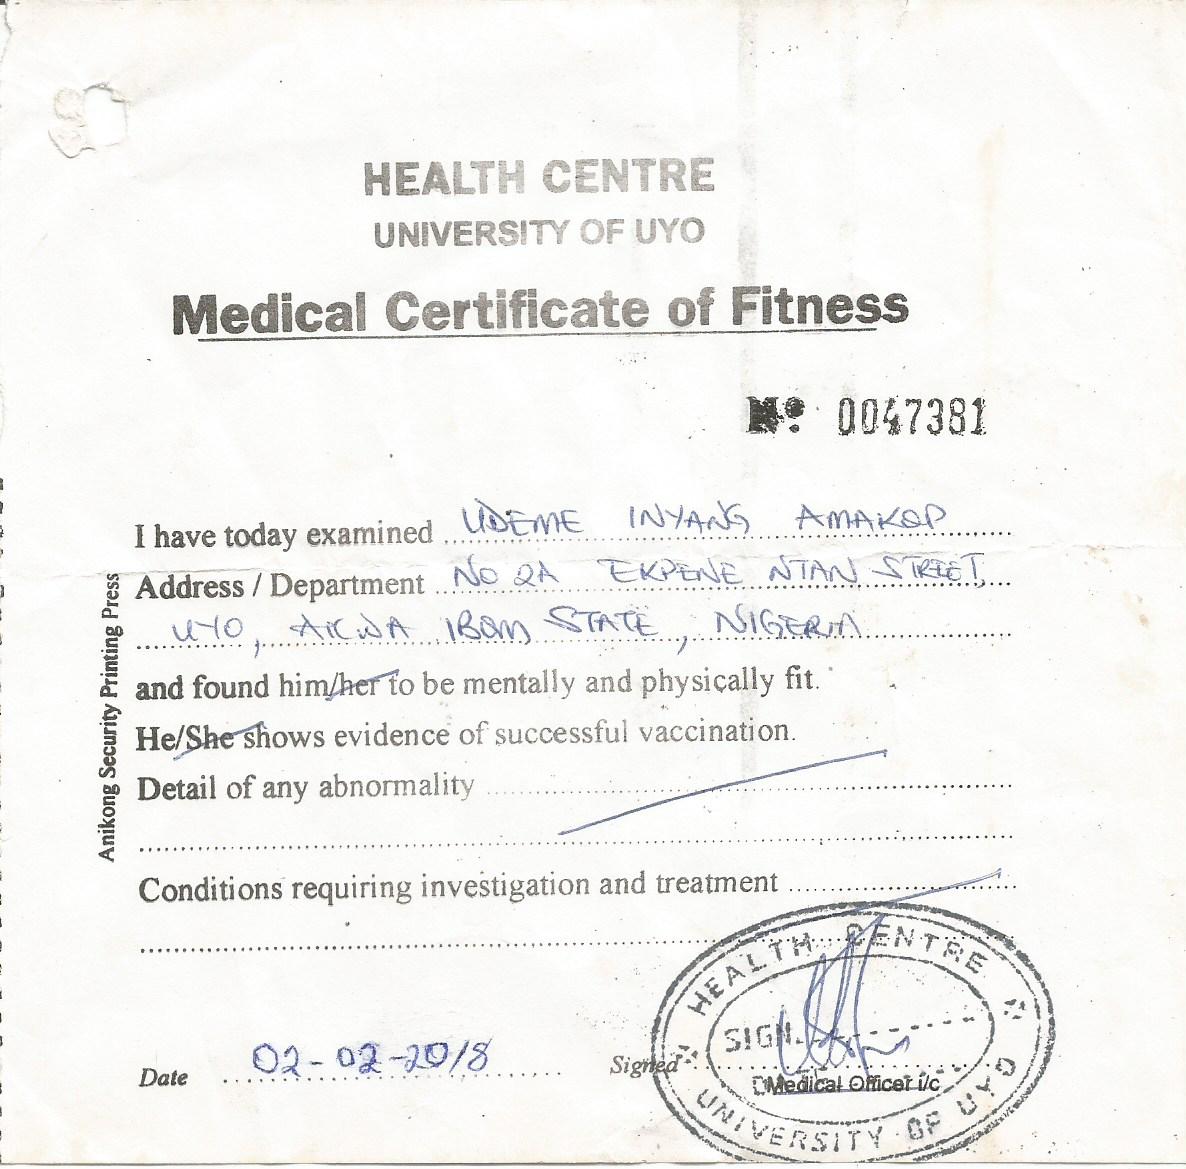 HEALTH CENTRE
UNIVERSITY OF UYO
Medical Certificate of Fitness
Nº 0047381
I have today examined UDEME INYANG AMAKOP
Address / Department NO 2A EKPENE NTAN STREET,
UYO, AKWA IBOM STATE, NIGERIA
and found him/her to be mentally and physically fit.
He/She shows evidence of successful vaccination.
Detail of any abnormality
Conditions requiring investigation and treatment
Date 02-02-2018 Signed
Medical Officer i/c
HEALTH CENTRE
SIGN.
UNIVERSITY OF UYO
Anikong Security Printing Press